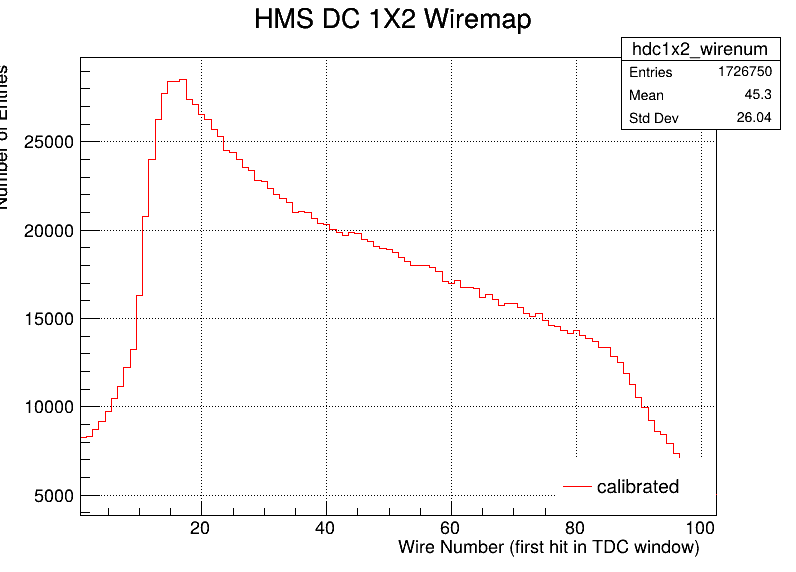 HMS DC 1X2 Wiremap
hdc1x2_wirenum
Entries 1726750
Mean 45.3
Std Dev 26.04
Number of Entries
25000
20000
15000
10000
5000
calibrated
20 40 60 80 100
Wire Number (first hit in TDC window)